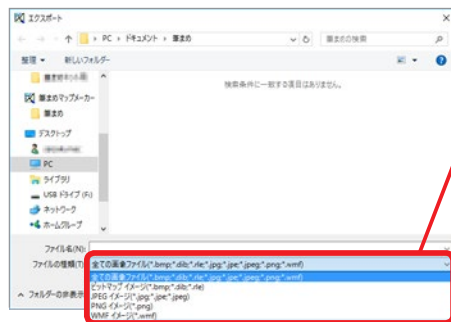 エクスポート
PC › ドキュメント › 筆まめ
筆まめの検索
整理
新しいフォルダー
検索条件に一致する項目はありません。
筆まめマップメーカー
筆まめ
デスクトップ
PC
ライブラリ
USB ドライブ (F:)
ネットワーク
ホームグループ
ファイル名(N):
ファイルの種類(T):
全ての画像ファイル(*.bmp;*.dib;*.rle;*.jpg;*.jpe;*.jpeg;*.png;*.wmf)
全ての画像ファイル(*.bmp;*.dib;*.rle;*.jpg;*.jpe;*.jpeg;*.png;*.wmf)
ビットマップ イメージ(*.bmp;*.dib;*.rle)
JPEG イメージ(*.jpg;*.jpe;*.jpeg)
PNG イメージ(*.png)
WMF イメージ(*.wmf)
フォルダーの非表示